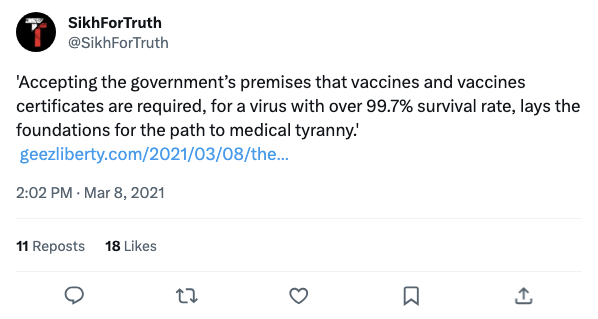 SikhForTruth
@SikhForTruth
'Accepting the government’s premises that vaccines and vaccines
certificates are required, for a virus with over 99.7% survival rate, lays the
foundations for the path to medical tyranny.'
geezliberty.com/2021/03/08/the...
2:02 PM · Mar 8, 2021
11 Reposts 18 Likes